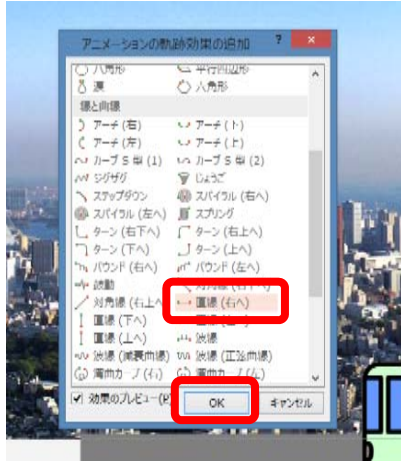 アニメーションの軌跡効果の追加 ? ×
八角形 平行四辺形
涙 六角形
線と曲線
アーチ (右) アーチ (下)
アーチ (左) アーチ (上)
カーブ S 型 (1) カーブ S 型 (2)
ジグザグ じょうご
ステップダウン スパイラル (右へ)
スパイラル (左へ) スプリング
ターン (右下へ) ターン (右上へ)
ターン (下へ) ターン (上へ)
バウンド (右へ) バウンド (左へ)
波動
対角線 (右上へ) 直線 (右へ)
直線 (下へ)
直線 (上へ) 波線
波線 (減衰曲線) 波線 (正弦曲線)
効果のプレビュー(P) OK キャンセル